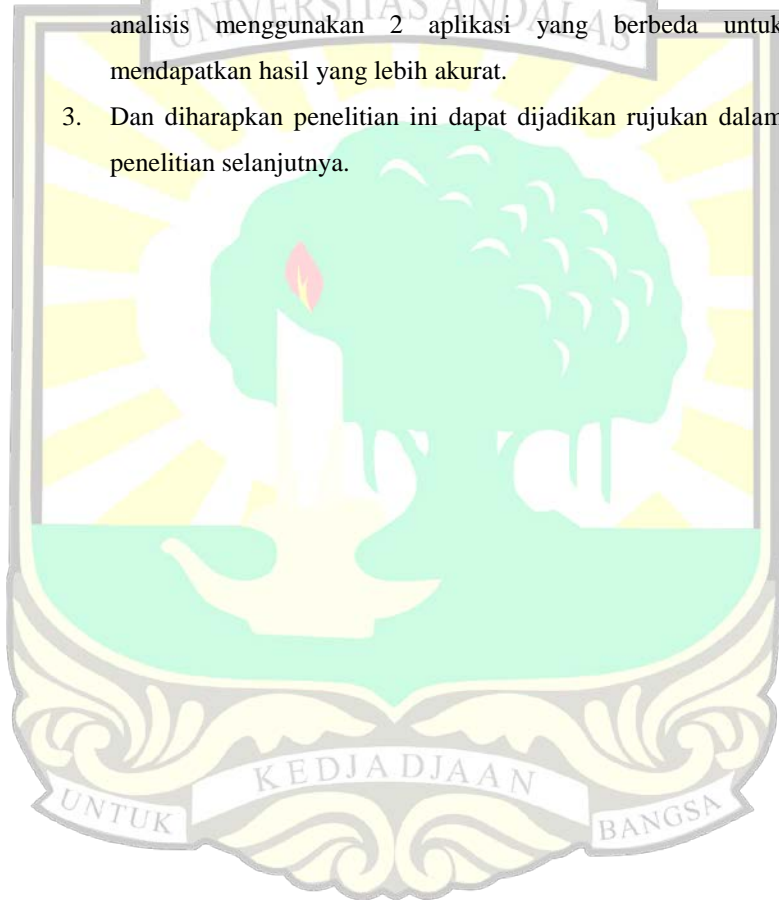 UNIVERSITAS ANDALAS
analisis menggunakan 2 aplikasi yang berbeda untuk
mendapatkan hasil yang lebih akurat.
3. Dan diharapkan penelitian ini dapat dijadikan rujukan dalam
penelitian selanjutnya.
UNTUK KEDJADJAAN BANGSA